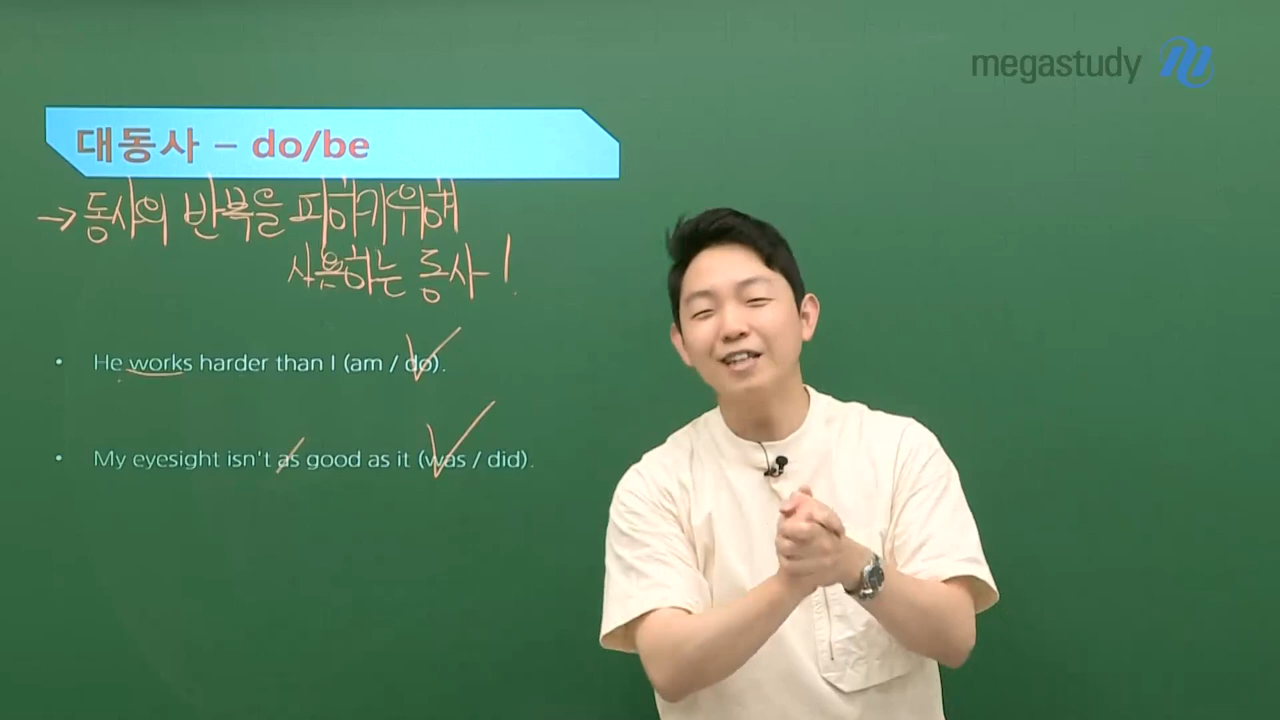 megastudy
대동사 – do/be
→ 동사의 반복을 피하기위해
사용하는 동사!
• He works harder than I (am / do).
• My eyesight isn't as good as it (was / did).